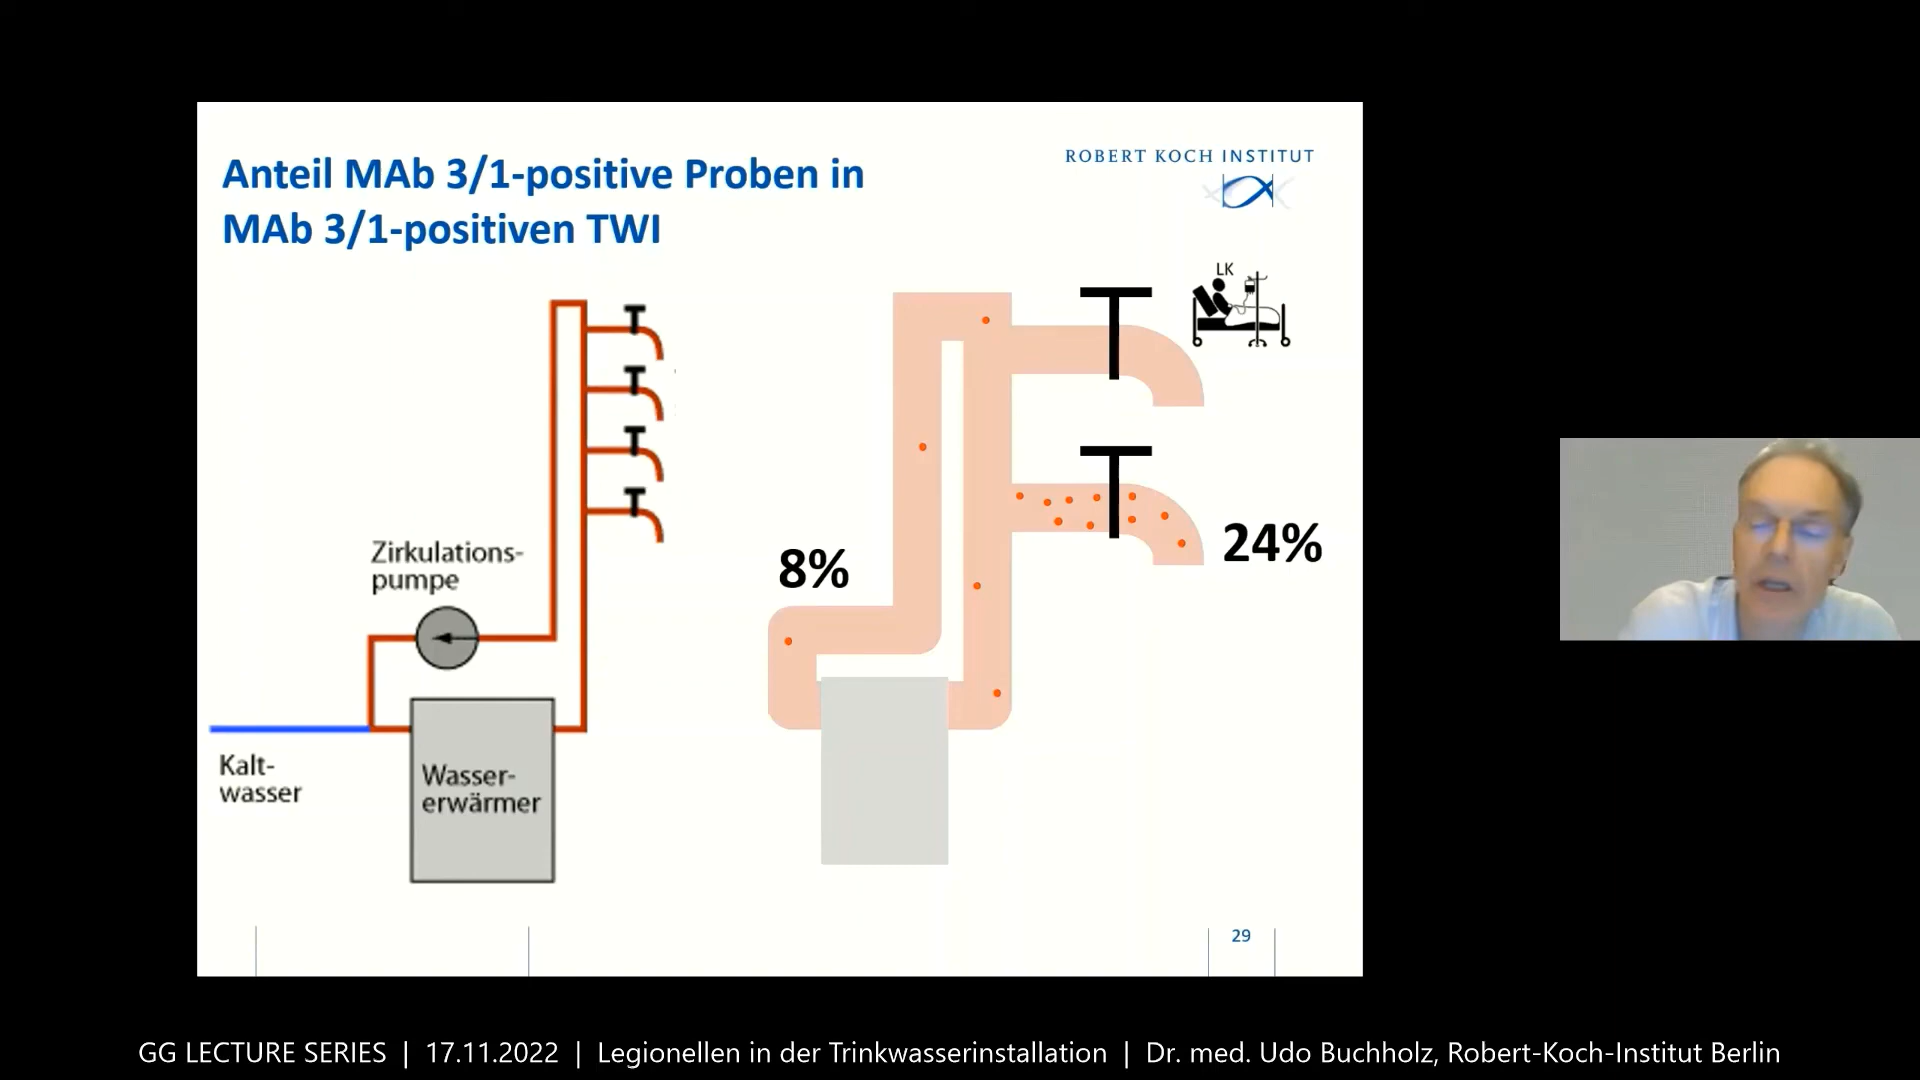 Anteil MAb 3/1-positive Proben in
MAb 3/1-positiven TWI
ROBERT KOCH INSTITUT
LK
Zirkulations-
pumpe
8%
24%
Kalt-
wasser
Wasser-
erwärmer
29
GG LECTURE SERIES | 17.11.2022 | Legionellen in der Trinkwasserinstallation | Dr. med. Udo Buchholz, Robert-Koch-Institut Berlin